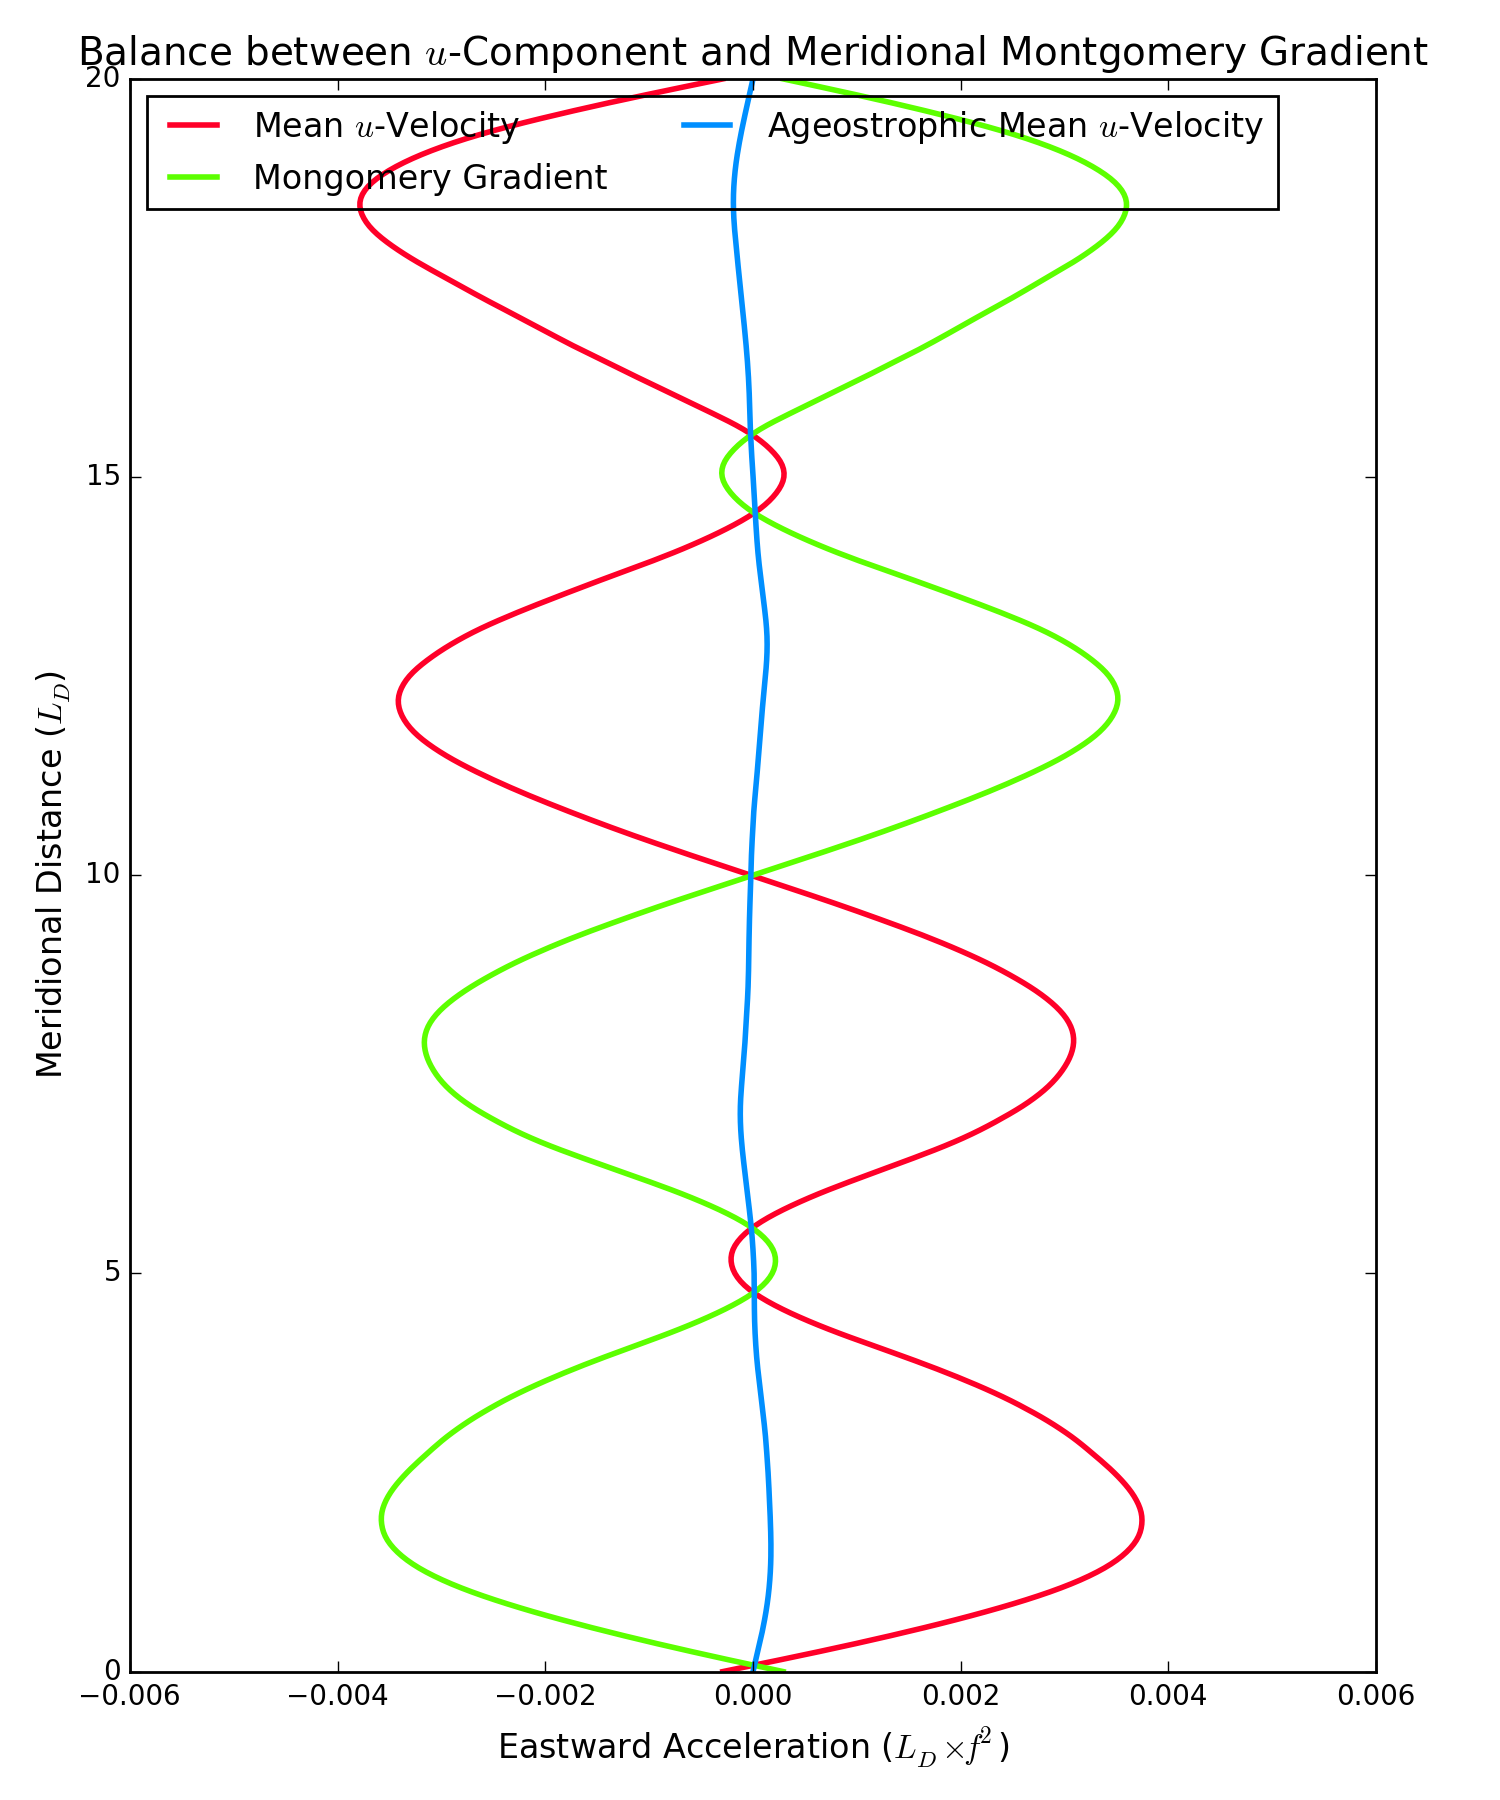 Balance between u-Component and Meridional Montgomery Gradient
20
Mean u-Velocity
Ageostrophic Mean u-Velocity
Mongomery Gradient
15
10
5
0
Meridional Distance (L_D)
−0.006 −0.004 −0.002 0.000 0.002 0.004 0.006
Eastward Acceleration (L_D×f²)